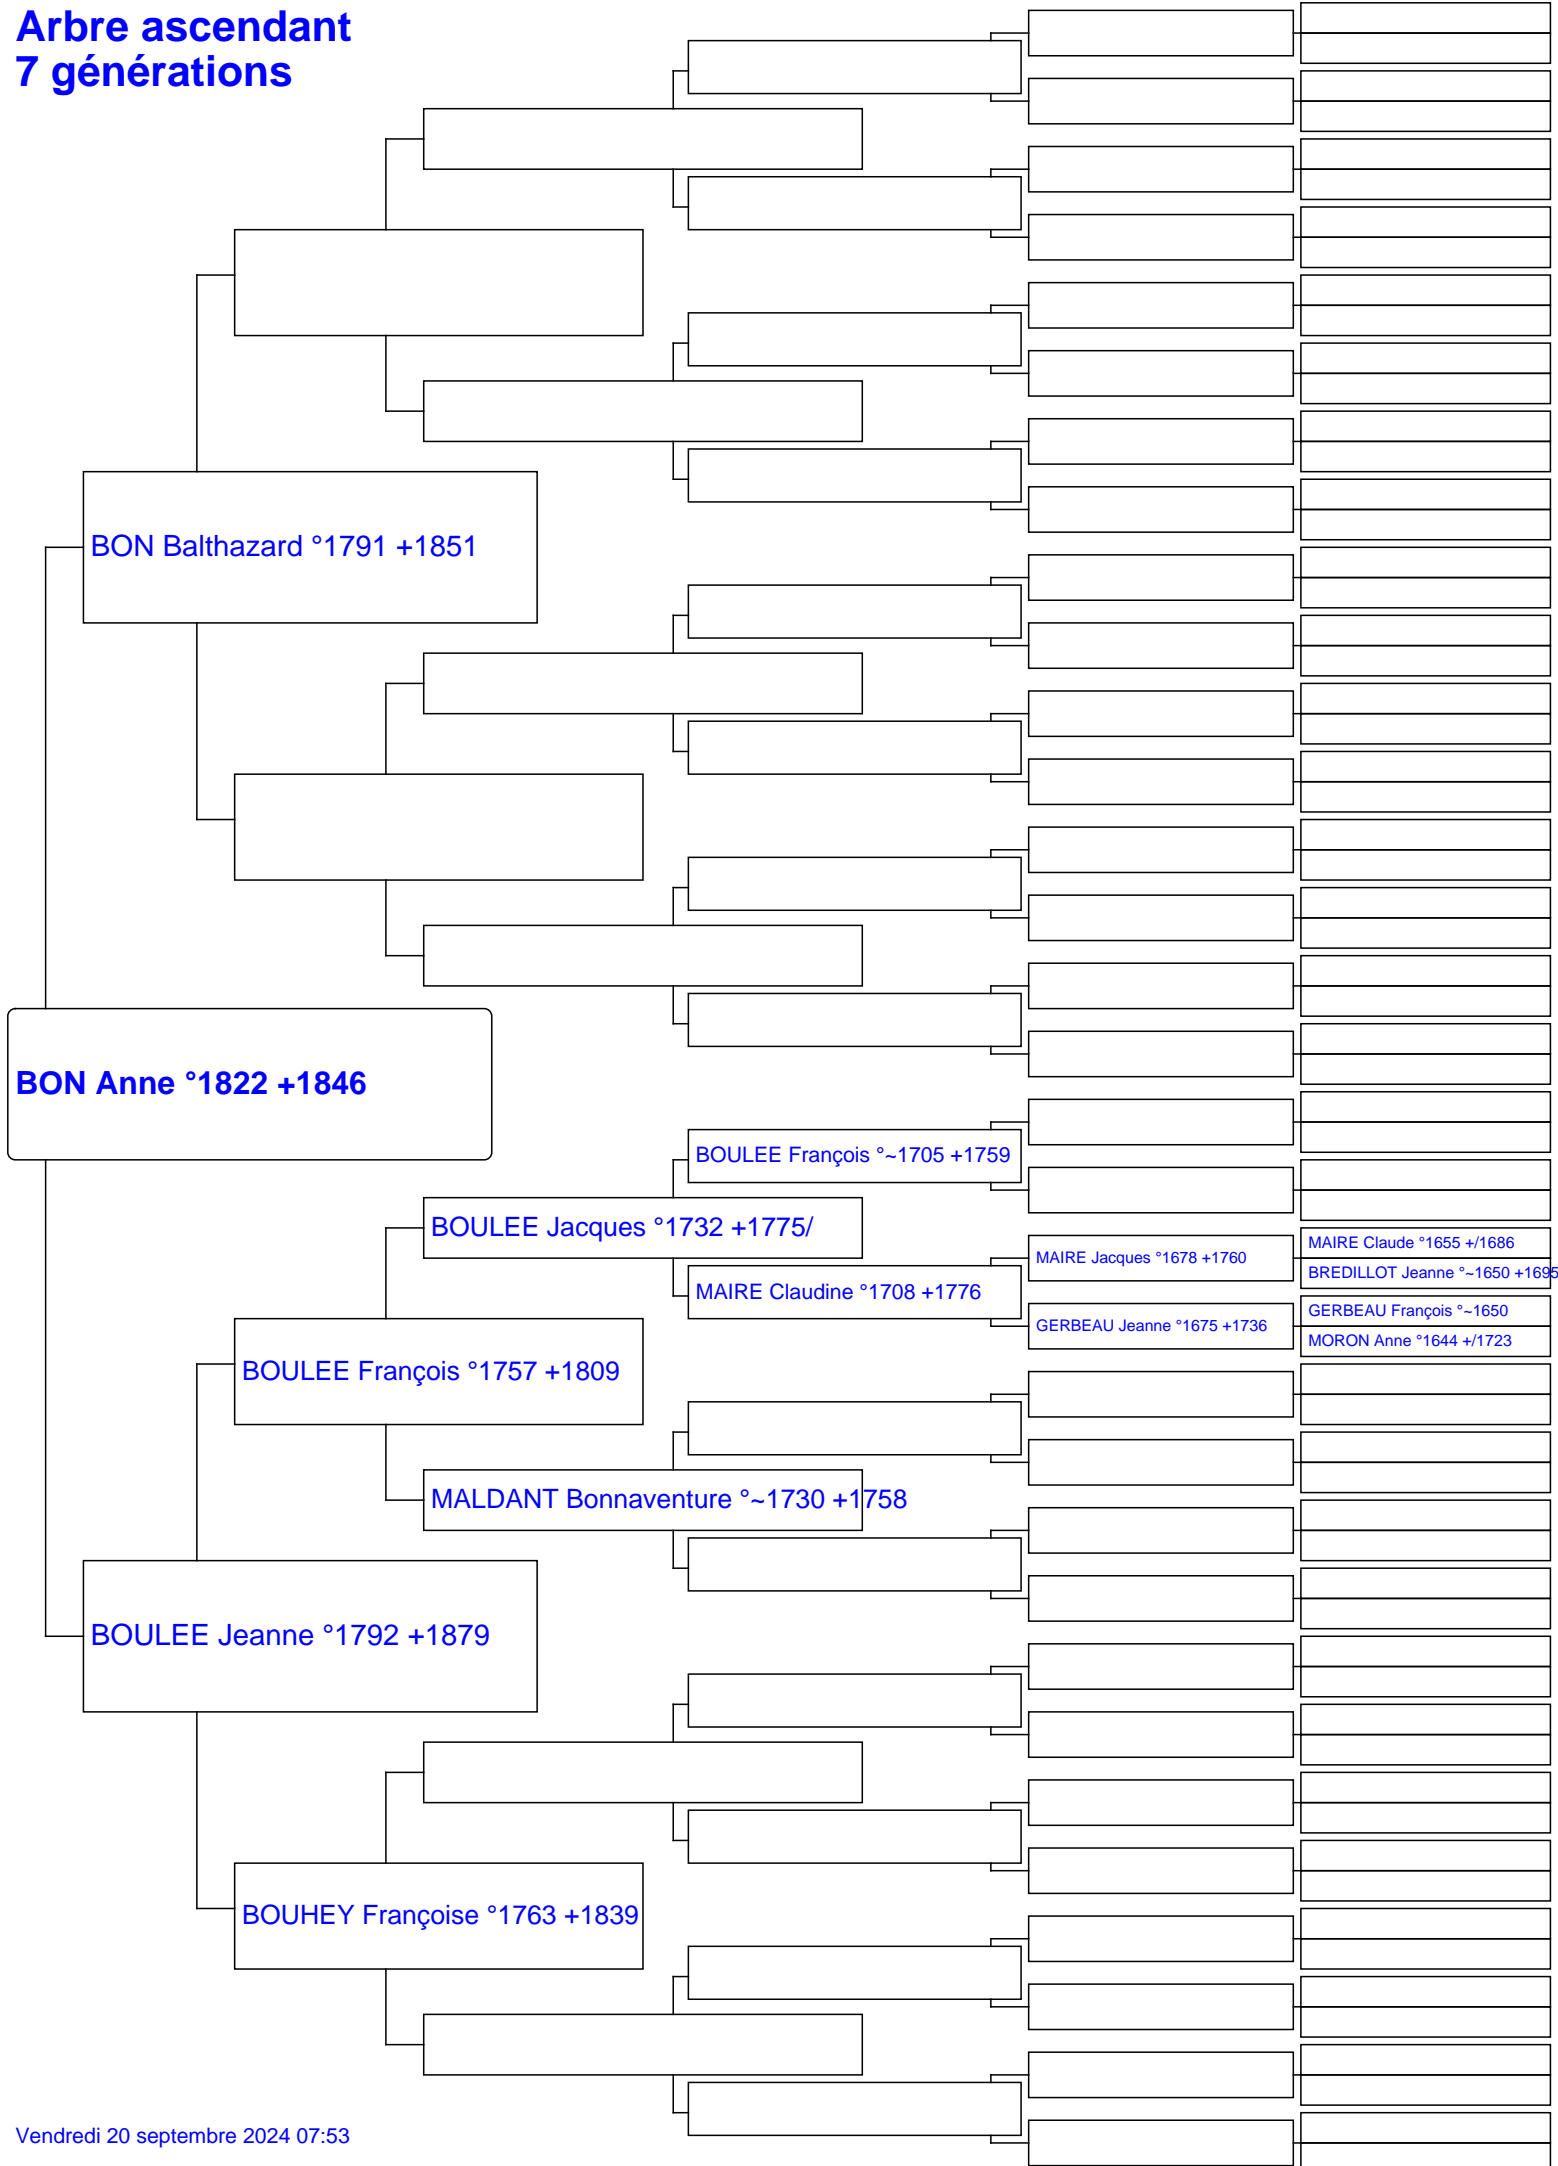 Arbre ascendant
7 générations
BON Balthazard °1791 +1851
BON Anne °1822 +1846
BOULEE François °~1705 +1759
BOULEE Jacques °1732 +1775/
MAIRE Claude °1655 +/1686
MAIRE Jacques °1678 +1760
BREDILLOT Jeanne °~1650 +1695
MAIRE Claudine °1708 +1776
GERBEAU François °~1650
GERBEAU Jeanne °1675 +1736
MORON Anne °1644 +/1723
BOULEE François °1757 +1809
MALDANT Bonnaventure °~1730 +1758
BOULEE Jeanne °1792 +1879
BOUHEY Françoise °1763 +1839
Vendredi 20 septembre 2024 07:53